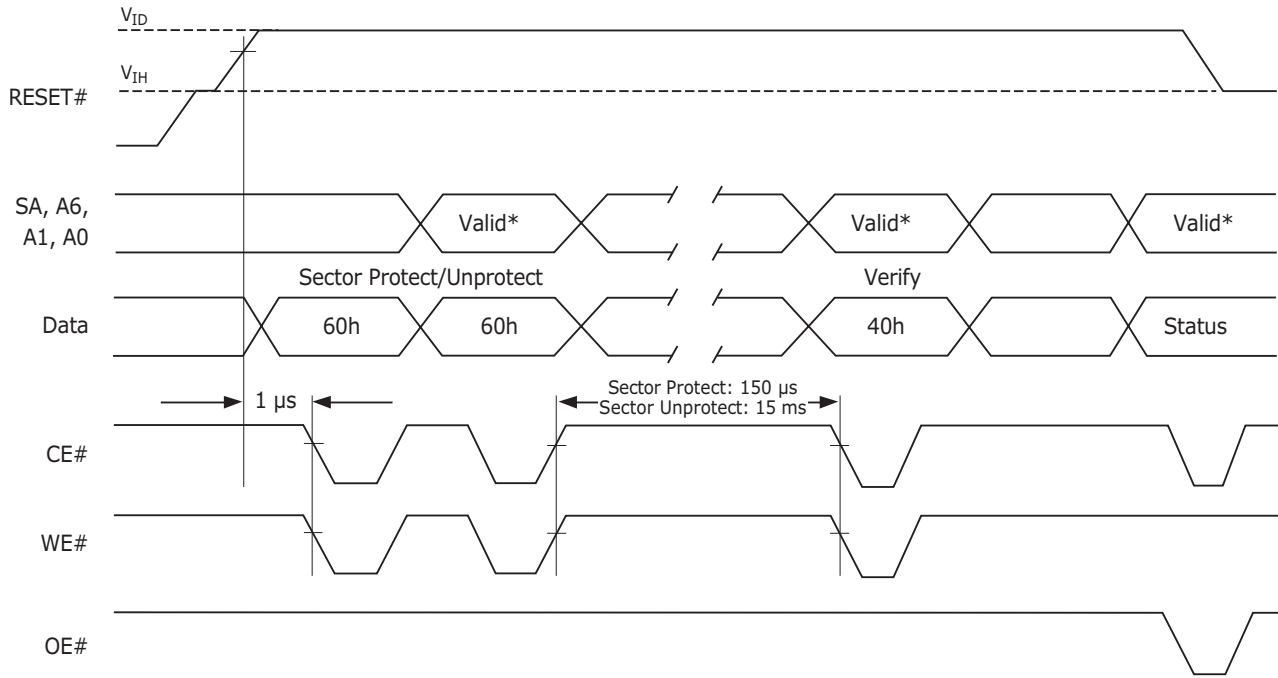 VID
VIH
RESET#
SA, A6,
A1, A0
Valid*
Valid*
Valid*
Sector Protect/Unprotect
Verify
Data
60h
60h
40h
Status
1 µs
Sector Protect: 150 µs
Sector Unprotect: 15 ms
CE#
WE#
OE#